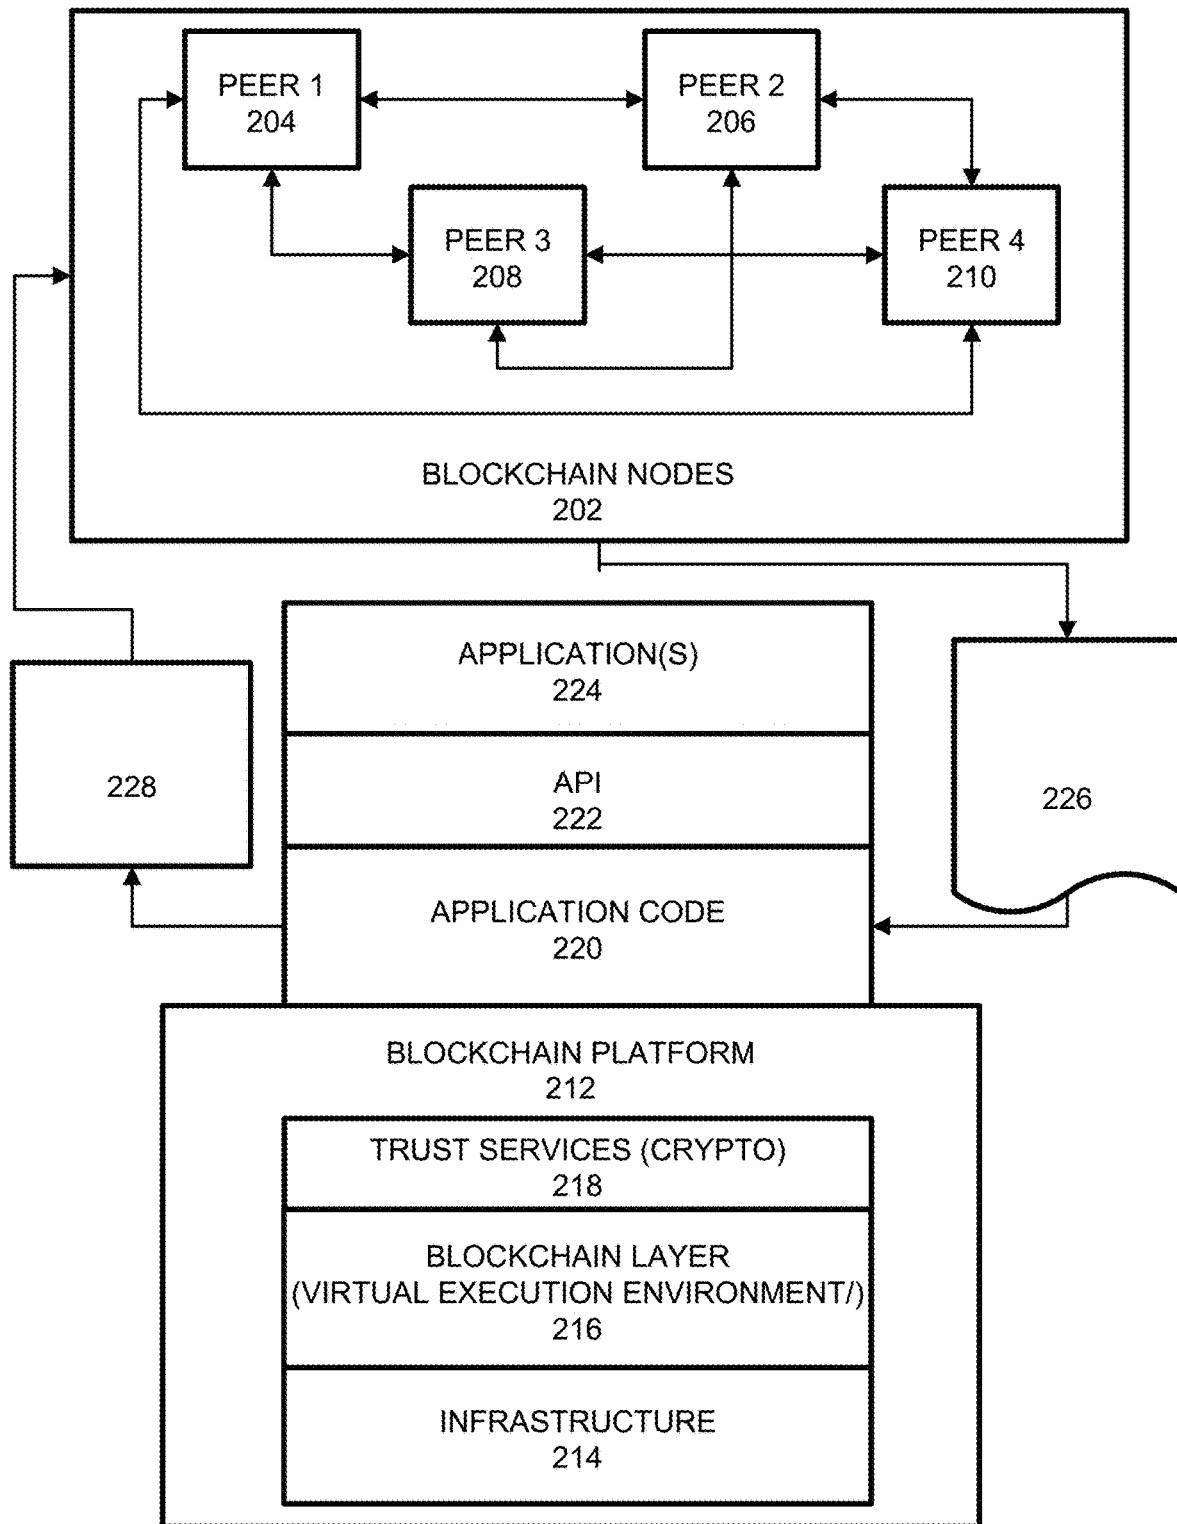 PEER 1
204
PEER 2
206
PEER 3
208
PEER 4
210
BLOCKCHAIN NODES
202
APPLICATION(S)
224
API
222
228
226
APPLICATION CODE
220
BLOCKCHAIN PLATFORM
212
TRUST SERVICES (CRYPTO)
218
BLOCKCHAIN LAYER
(VIRTUAL EXECUTION ENVIRONMENT/)
216
INFRASTRUCTURE
214